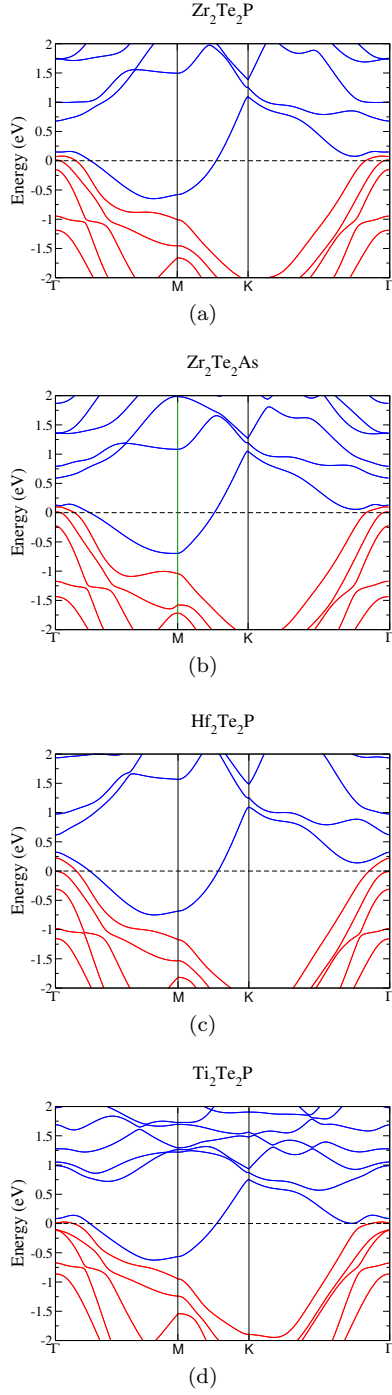 Zr₂Te₂P
2
1.5
1
0.5
0
-0.5
-1
-1.5
-2
Energy (eV)
Γ M K Γ
(a)
Zr₂Te₂As
2
1.5
1
0.5
0
-0.5
-1
-1.5
-2
Energy (eV)
Γ M K Γ
(b)
Hf₂Te₂P
2
1.5
1
0.5
0
-0.5
-1
-1.5
-2
Energy (eV)
Γ M K Γ
(c)
Ti₂Te₂P
2
1.5
1
0.5
0
-0.5
-1
-1.5
-2
Energy (eV)
Γ M K Γ
(d)